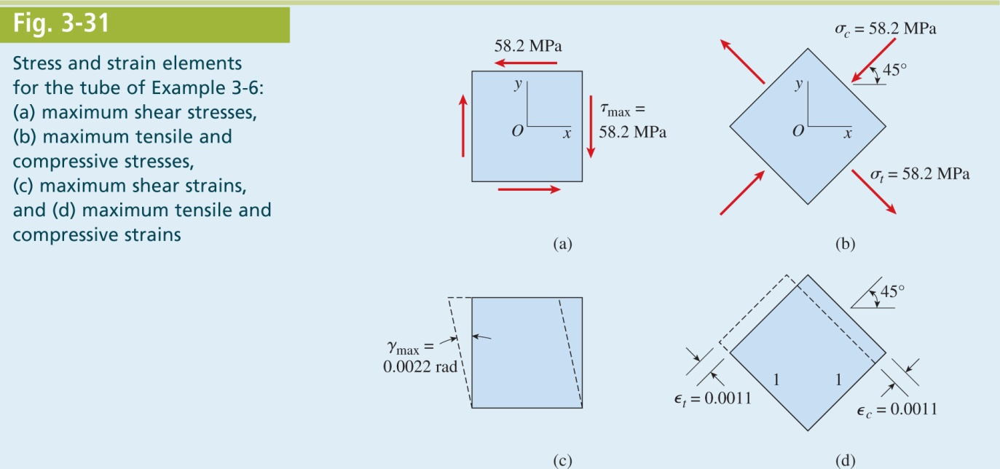 Fig. 3-31
Stress and strain elements
for the tube of Example 3-6:
(a) maximum shear stresses,
(b) maximum tensile and
compressive stresses,
(c) maximum shear strains,
and (d) maximum tensile and
compressive strains
58.2 MPa
y
O
x
τmax =
58.2 MPa
(a)
σc = 58.2 MPa
45°
y
O
x
σt = 58.2 MPa
(b)
γmax =
0.0022 rad
(c)
45°
1
1
ϵt = 0.0011
ϵc = 0.0011
(d)